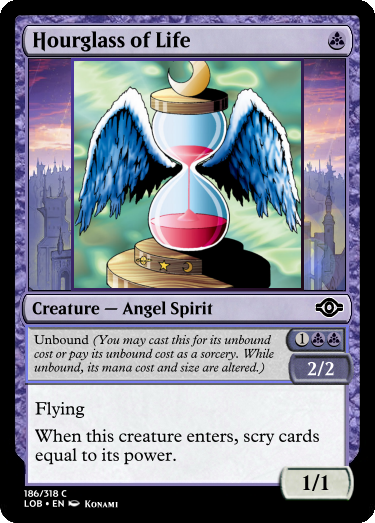 Hourglass of Life
Creature — Angel Spirit
Unbound (You may cast this for its unbound
cost or pay its unbound cost as a sorcery. While
unbound, its mana cost and size are altered.)
1
2/2
Flying
When this creature enters, scry cards
equal to its power.
1/1
186/318 C
LOB • EN Konami